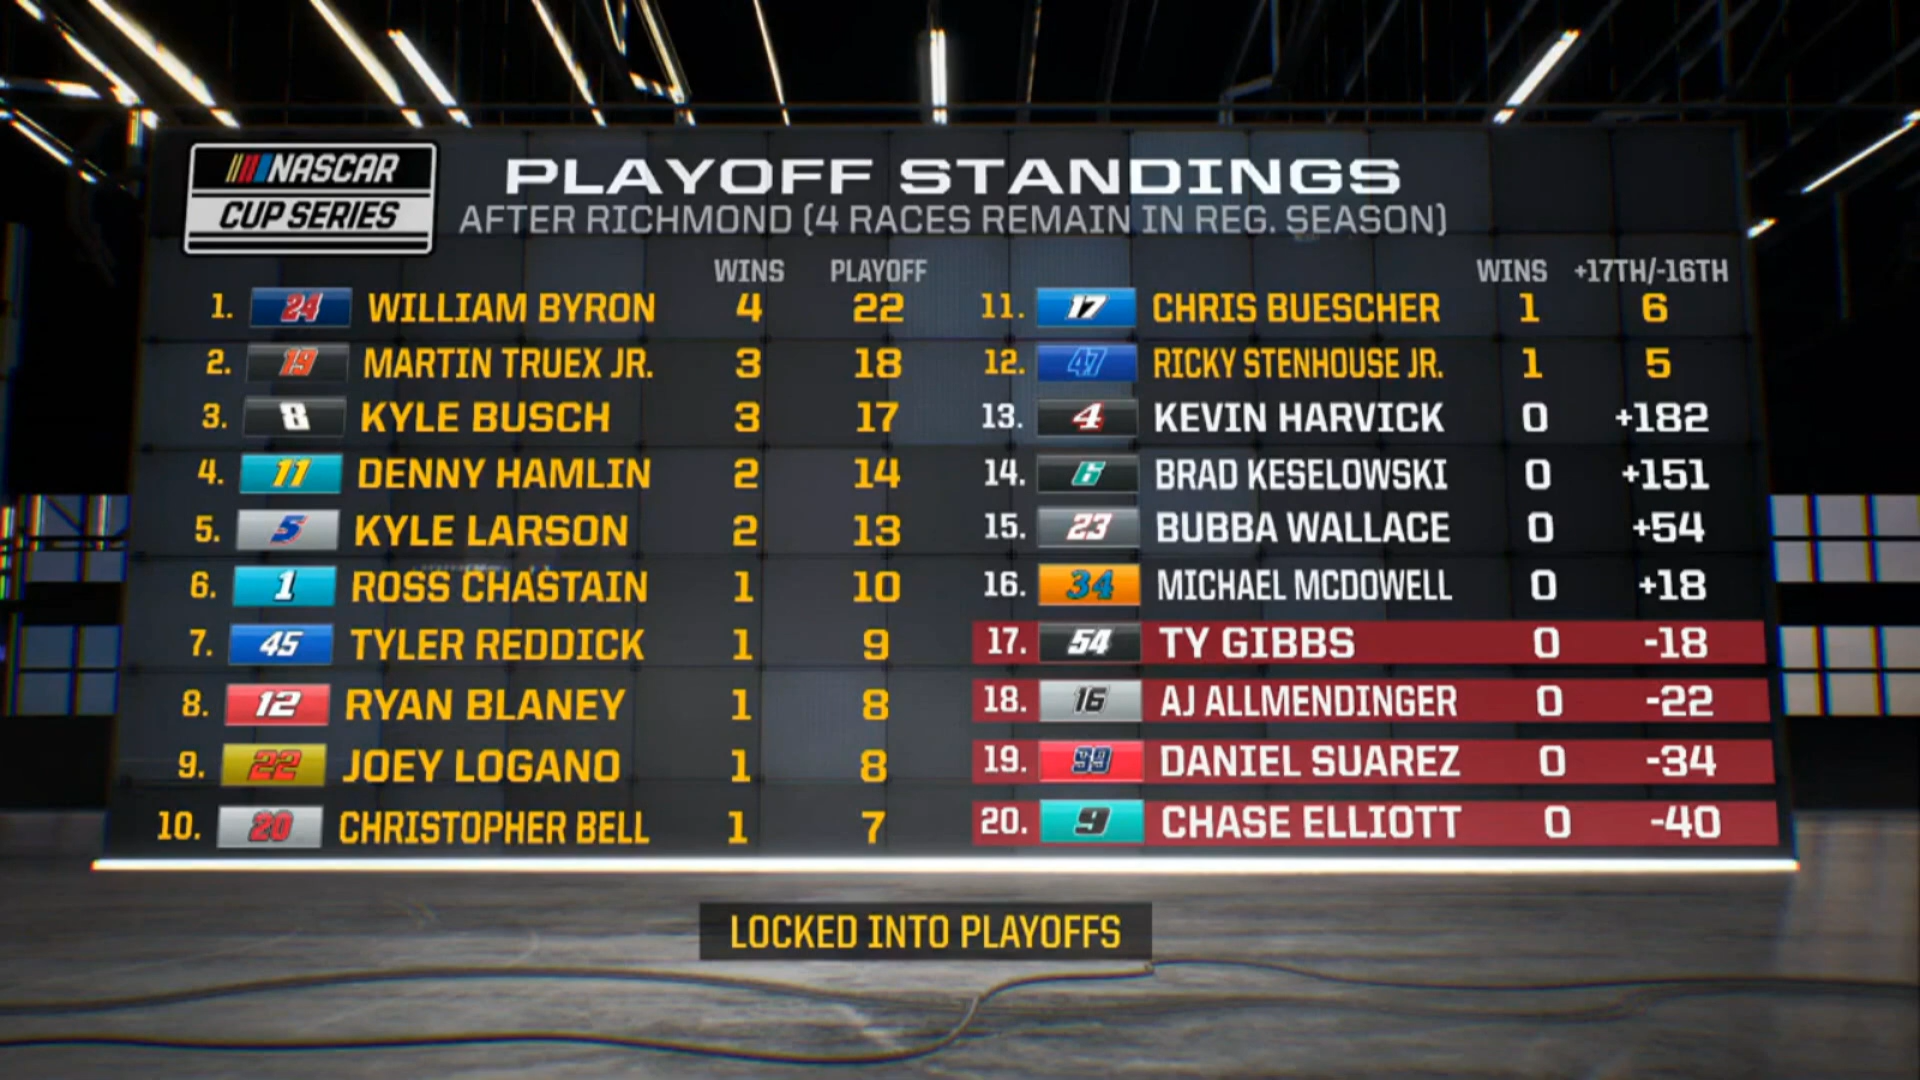 NASCAR
CUP SERIES
PLAYOFF STANDINGS
AFTER RICHMOND (4 RACES REMAIN IN REG. SEASON)
WINS PLAYOFF
1. 24 WILLIAM BYRON 4 22
2. 19 MARTIN TRUEX JR. 3 18
3. 8 KYLE BUSCH 3 17
4. 11 DENNY HAMLIN 2 14
5. 5 KYLE LARSON 2 13
6. 1 ROSS CHASTAIN 1 10
7. 45 TYLER REDDICK 1 9
8. 12 RYAN BLANEY 1 8
9. 22 JOEY LOGANO 1 8
10. 20 CHRISTOPHER BELL 1 7
WINS +17TH/-16TH
11. 17 CHRIS BUESCHER 1 6
12. 47 RICKY STENHOUSE JR. 1 5
13. 4 KEVIN HARVICK 0 +182
14. 6 BRAD KESELOWSKI 0 +151
15. 23 BUBBA WALLACE 0 +54
16. 34 MICHAEL MCDOWELL 0 +18
17. 54 TY GIBBS 0 -18
18. 16 AJ ALLMENDINGER 0 -22
19. 99 DANIEL SUAREZ 0 -34
20. 9 CHASE ELLIOTT 0 -40
LOCKED INTO PLAYOFFS